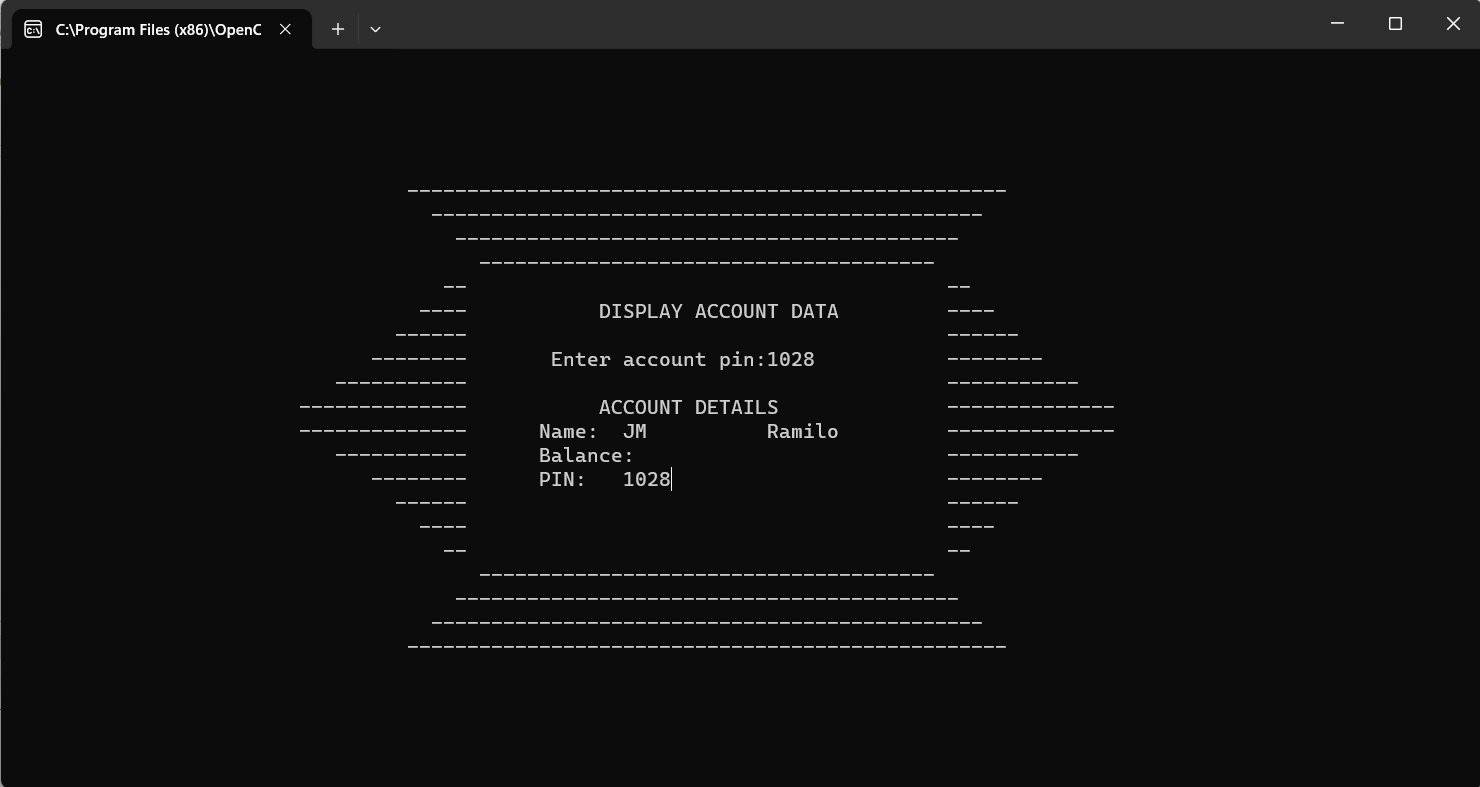 C:\Program Files (x86)\OpenC
--------------------------------------------------
----------------------------------------------
------------------------------------------
--------------------------------------
-- --
---- DISPLAY ACCOUNT DATA ----
------ ------
-------- Enter account pin:1028 --------
----------- -----------
-------------- ACCOUNT DETAILS --------------
-------------- Name: JM Ramilo --------------
----------- Balance: -----------
-------- PIN: 1028 --------
------ ------
---- ----
-- --
--------------------------------------
------------------------------------------
----------------------------------------------
--------------------------------------------------